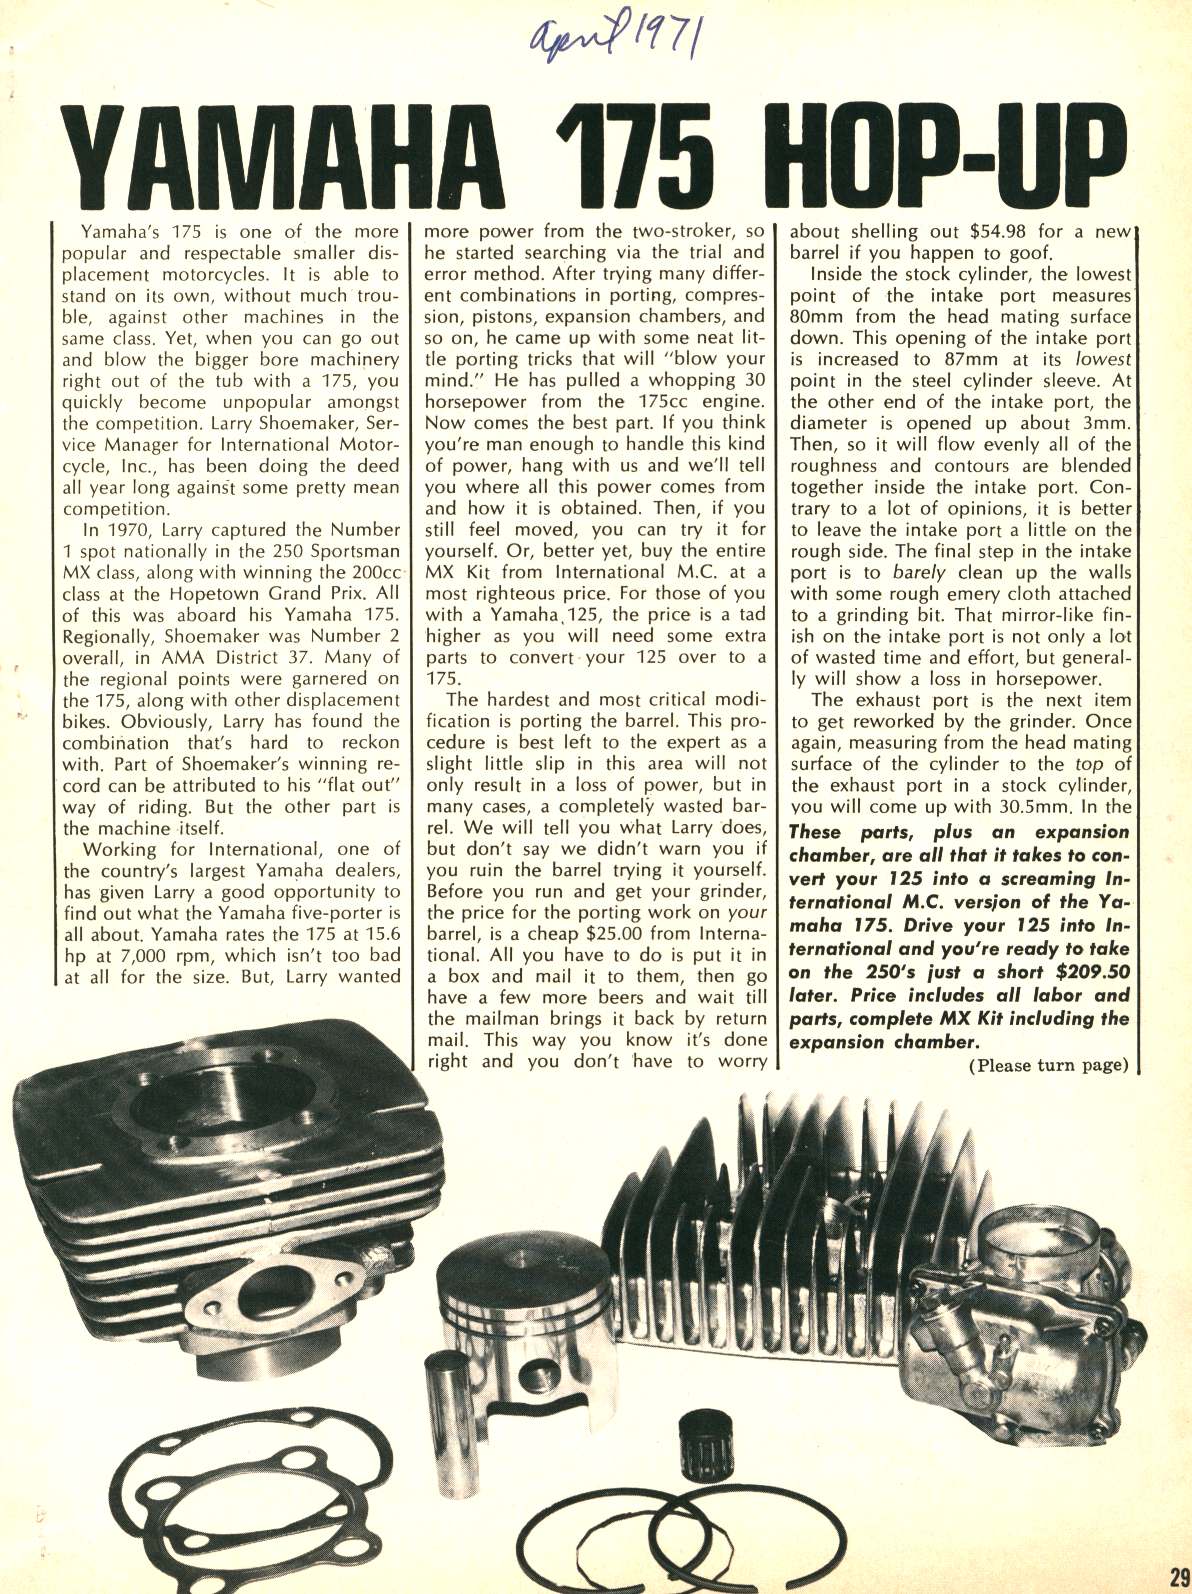 April 1971
YAMAHA 175 HOP-UP
Yamaha's 175 is one of the more
popular and respectable smaller dis-
placement motorcycles. It is able to
stand on its own, without much trou-
ble, against other machines in the
same class. Yet, when you can go out
and blow the bigger bore machinery
right out of the tub with a 175, you
quickly become unpopular amongst
the competition. Larry Shoemaker, Ser-
vice Manager for International Motor-
cycle, Inc., has been doing the deed
all year long against some pretty mean
competition.
In 1970, Larry captured the Number
1 spot nationally in the 250 Sportsman
MX class, along with winning the 200cc
class at the Hopetown Grand Prix. All
of this was aboard his Yamaha 175.
Regionally, Shoemaker was Number 2
overall, in AMA District 37. Many of
the regional points were garnered on
the 175, along with other displacement
bikes. Obviously, Larry has found the
combination that's hard to reckon
with. Part of Shoemaker's winning re-
cord can be attributed to his "flat out"
way of riding. But the other part is
the machine itself.
Working for International, one of
the country's largest Yamaha dealers,
has given Larry a good opportunity to
find out what the Yamaha five-porter is
all about. Yamaha rates the 175 at 15.6
hp at 7,000 rpm, which isn't too bad
at all for the size. But, Larry wanted
more power from the two-stroker, so
he started searching via the trial and
error method. After trying many differ-
ent combinations in porting, compres-
sion, pistons, expansion chambers, and
so on, he came up with some neat lit-
tle porting tricks that will "blow your
mind." He has pulled a whopping 30
horsepower from the 175cc engine.
Now comes the best part. If you think
you're man enough to handle this kind
of power, hang with us and we'll tell
you where all this power comes from
and how it is obtained. Then, if you
still feel moved, you can try it for
yourself. Or, better yet, buy the entire
MX Kit from International M.C. at a
most righteous price. For those of you
with a Yamaha 125, the price is a tad
higher as you will need some extra
parts to convert your 125 over to a
175.
The hardest and most critical modi-
fication is porting the barrel. This pro-
cedure is best left to the expert as a
slight little slip in this area will not
only result in a loss of power, but in
many cases, a completely wasted bar-
rel. We will tell you what Larry does,
but don't say we didn't warn you if
you ruin the barrel trying it yourself.
Before you run and get your grinder,
the price for the porting work on your
barrel, is a cheap $25.00 from Interna-
tional. All you have to do is put it in
a box and mail it to them, then go
have a few more beers and wait till
the mailman brings it back by return
mail. This way you know it's done
right and you don't have to worry
about shelling out $54.98 for a new
barrel if you happen to goof.
Inside the stock cylinder, the lowest
point of the intake port measures
80mm from the head mating surface
down. This opening of the intake port
is increased to 87mm at its lowest
point in the steel cylinder sleeve. At
the other end of the intake port, the
diameter is opened up about 3mm.
Then, so it will flow evenly all of the
roughness and contours are blended
together inside the intake port. Con-
trary to a lot of opinions, it is better
to leave the intake port a little on the
rough side. The final step in the intake
port is to barely clean up the walls
with some rough emery cloth attached
to a grinding bit. That mirror-like fin-
ish on the intake port is not only a lot
of wasted time and effort, but general-
ly will show a loss in horsepower.
The exhaust port is the next item
to get reworked by the grinder. Once
again, measuring from the head mating
surface of the cylinder to the top of
the exhaust port in a stock cylinder,
you will come up with 30.5mm. In the
These parts, plus an expansion
chamber, are all that it takes to con-
vert your 125 into a screaming In-
ternational M.C. version of the Ya-
maha 175. Drive your 125 into In-
ternational and you're ready to take
on the 250's just a short $209.50
later. Price includes all labor and
parts, complete MX Kit including the
expansion chamber.
(Please turn page)
29